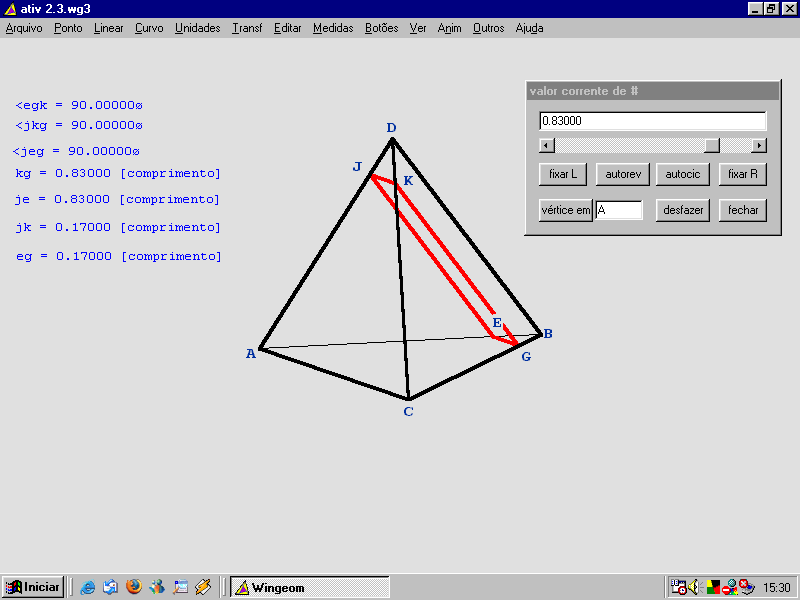 ativ 2.3.wg3
Arquivo Ponto Linear Curvo Unidades Transf Editar Medidas Botões Ver Anim Outros Ajuda
<egk = 90.00000ø
<jkg = 90.00000ø
<jeg = 90.00000ø
kg = 0.83000 [comprimento]
je = 0.83000 [comprimento]
jk = 0.17000 [comprimento]
eg = 0.17000 [comprimento]
D
J
K
E
B
A
G
C
valor corrente de #
0.83000
fixar L autorev autocic fixar R
vértice em A desfazer fechar
Iniciar Wingeom 15:30